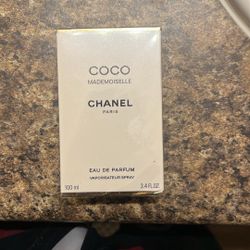 COCO
MADEMOISELLE
CHANEL
PARIS
EAU DE PARFUM
VAPORISATEUR SPRAY
100 ml 3.4 FL.OZ